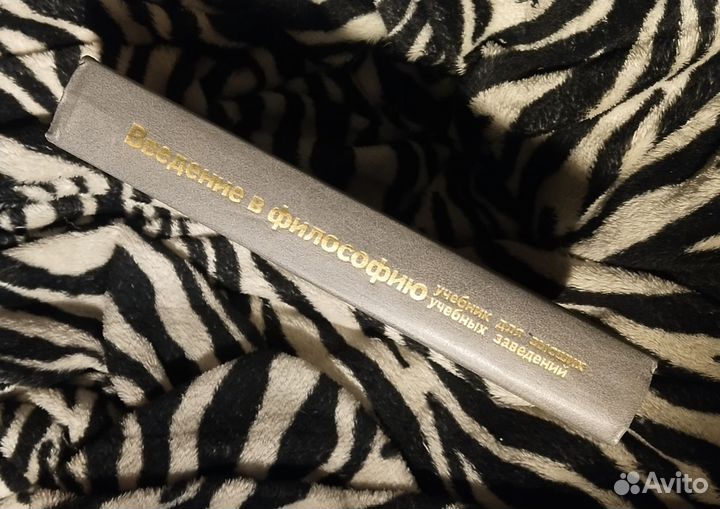 Введение в философию
учебник для высших
учебных заведений
Avito